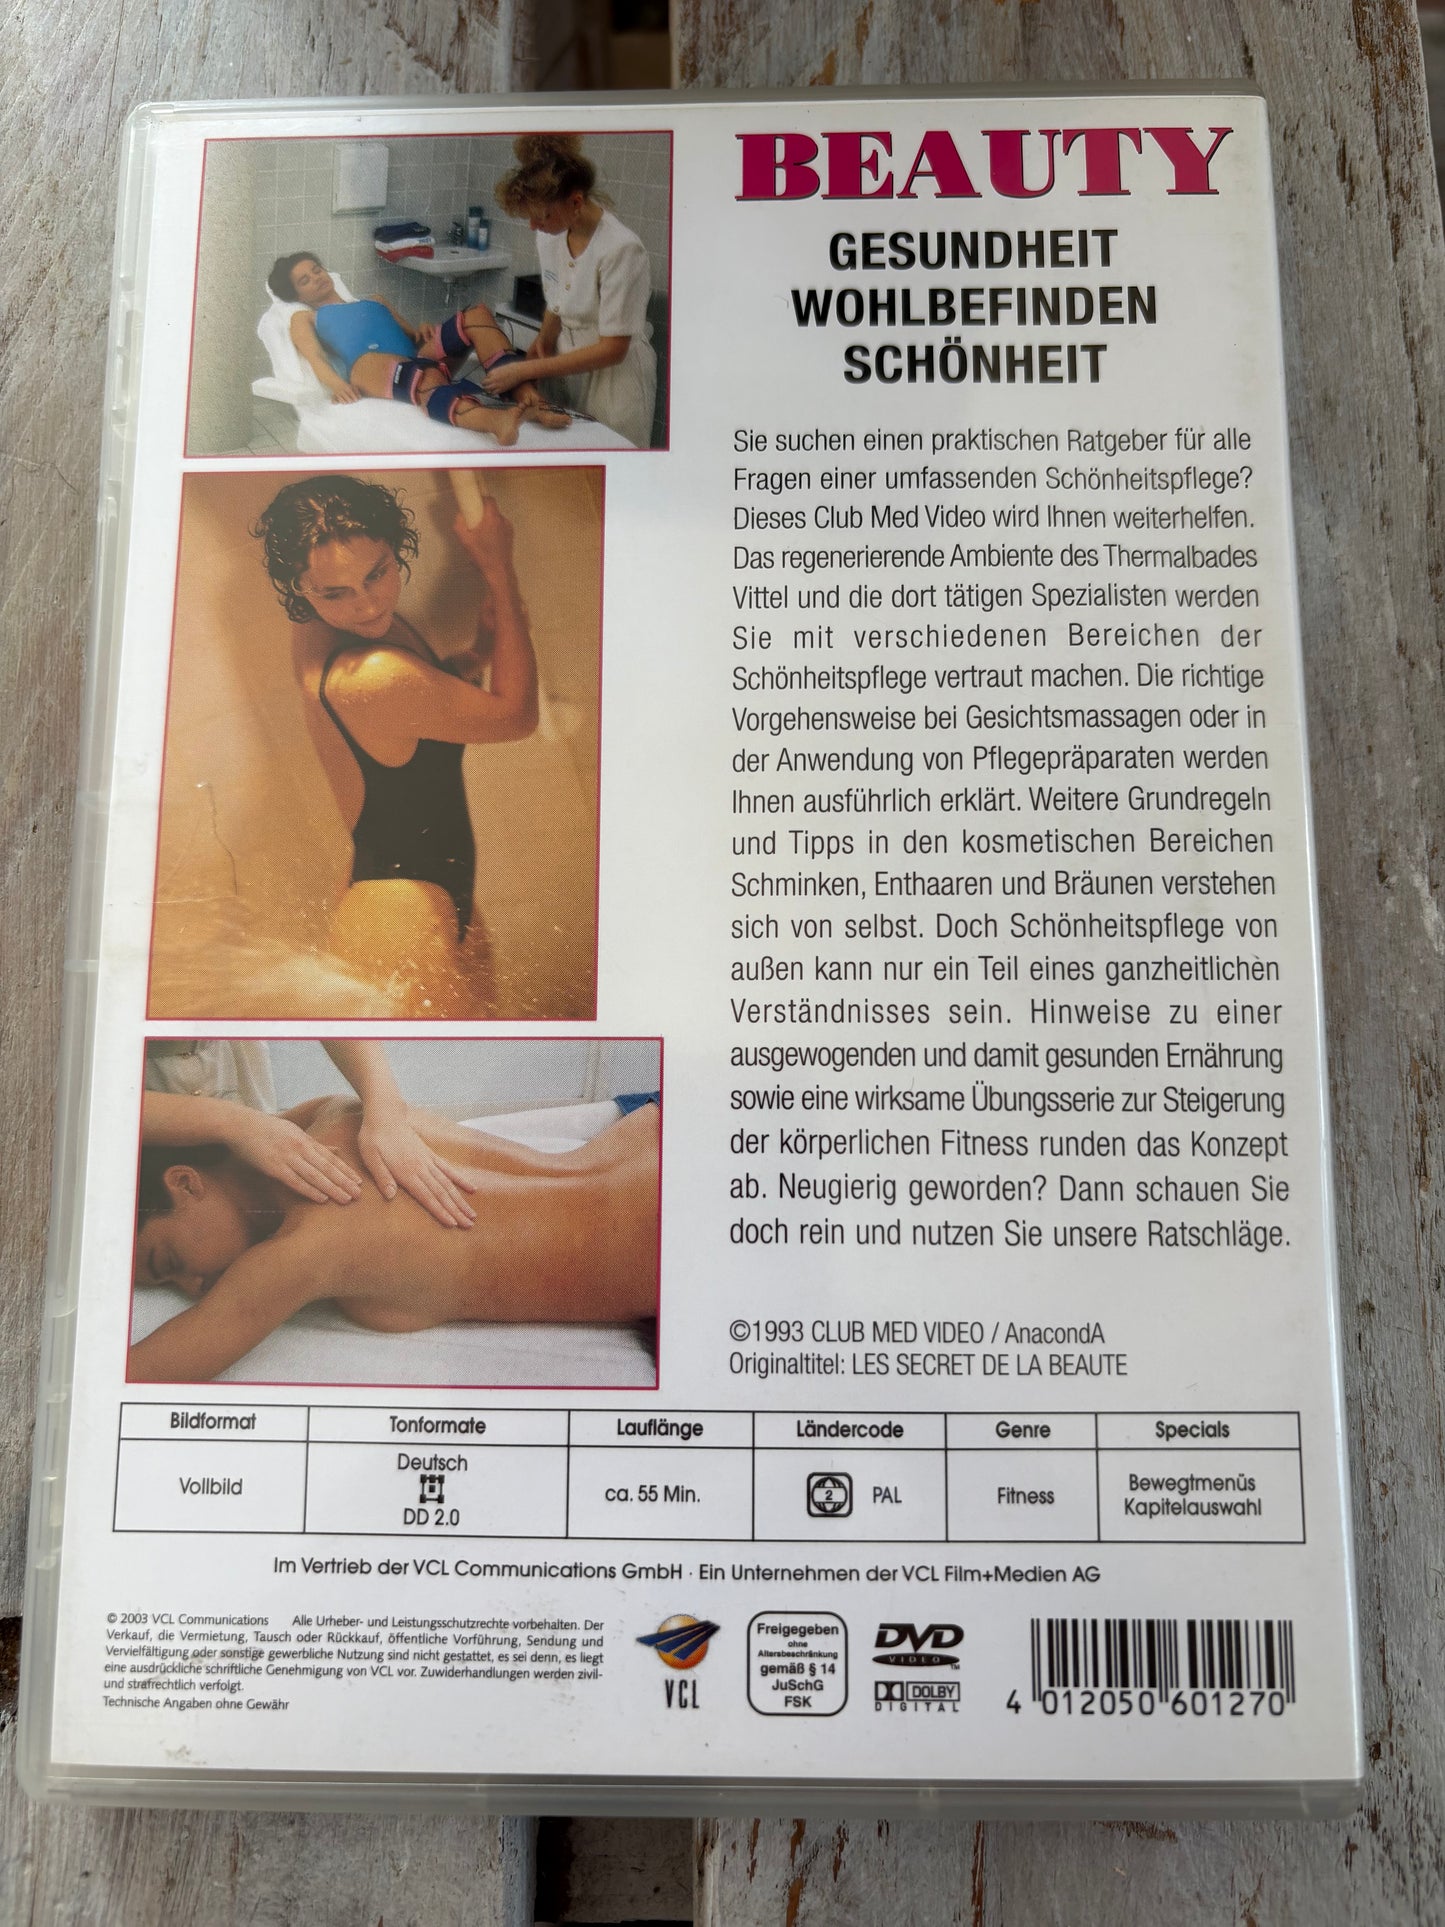 BEAUTY
GESUNDHEIT
WOHLBEFINDEN
SCHÖNHEIT
Sie suchen einen praktischen Ratgeber für alle
Fragen einer umfassenden Schönheitspflege?
Dieses Club Med Video wird Ihnen weiterhelfen.
Das regenerierende Ambiente des Thermalbades
Vittel und die dort tätigen Spezialisten werden
Sie mit verschiedenen Bereichen der
Schönheitspflege vertraut machen. Die richtige
Vorgehensweise bei Gesichtsmassagen oder in
der Anwendung von Pflegepräparaten werden
Ihnen ausführlich erklärt. Weitere Grundregeln
und Tipps in den kosmetischen Bereichen
Schminken, Enthaaren und Bräunen verstehen
sich von selbst. Doch Schönheitspflege von
außen kann nur ein Teil eines ganzheitlichen
Verständnisses sein. Hinweise zu einer
ausgewogenden und damit gesunden Ernährung
sowie eine wirksame Übungsserie zur Steigerung
der körperlichen Fitness runden das Konzept
ab. Neugierig geworden? Dann schauen Sie
doch rein und nutzen Sie unsere Ratschläge.
©1993 CLUB MED VIDEO / AnacondA
Originaltitel: LES SECRET DE LA BEAUTE
Bildformat Tonformate Lauflänge Ländercode Genre Specials
Vollbild
Deutsch
DD 2.0
ca. 55 Min.
2 PAL
Fitness
Bewegtmenüs
Kapitelauswahl
Im Vertrieb der VCL Communications GmbH · Ein Unternehmen der VCL Film+Medien AG
© 2003 VCL Communications Alle Urheber- und Leistungsschutzrechte vorbehalten. Der
Verkauf, die Vermietung, Tausch oder Rückkauf, öffentliche Vorführung, Sendung und
Vervielfältigung oder sonstige gewerbliche Nutzung sind nicht gestattet, es sei denn, es liegt
eine ausdrückliche schriftliche Genehmigung von VCL vor. Zuwiderhandlungen werden zivil-
und strafrechtlich verfolgt.
Technische Angaben ohne Gewähr
VCL
Freigegeben
ohne
Altersbeschränkung
gemäß § 14
JuSchG
FSK
DVD
VIDEO
TM
DOLBY
DIGITAL
4 012050 601270